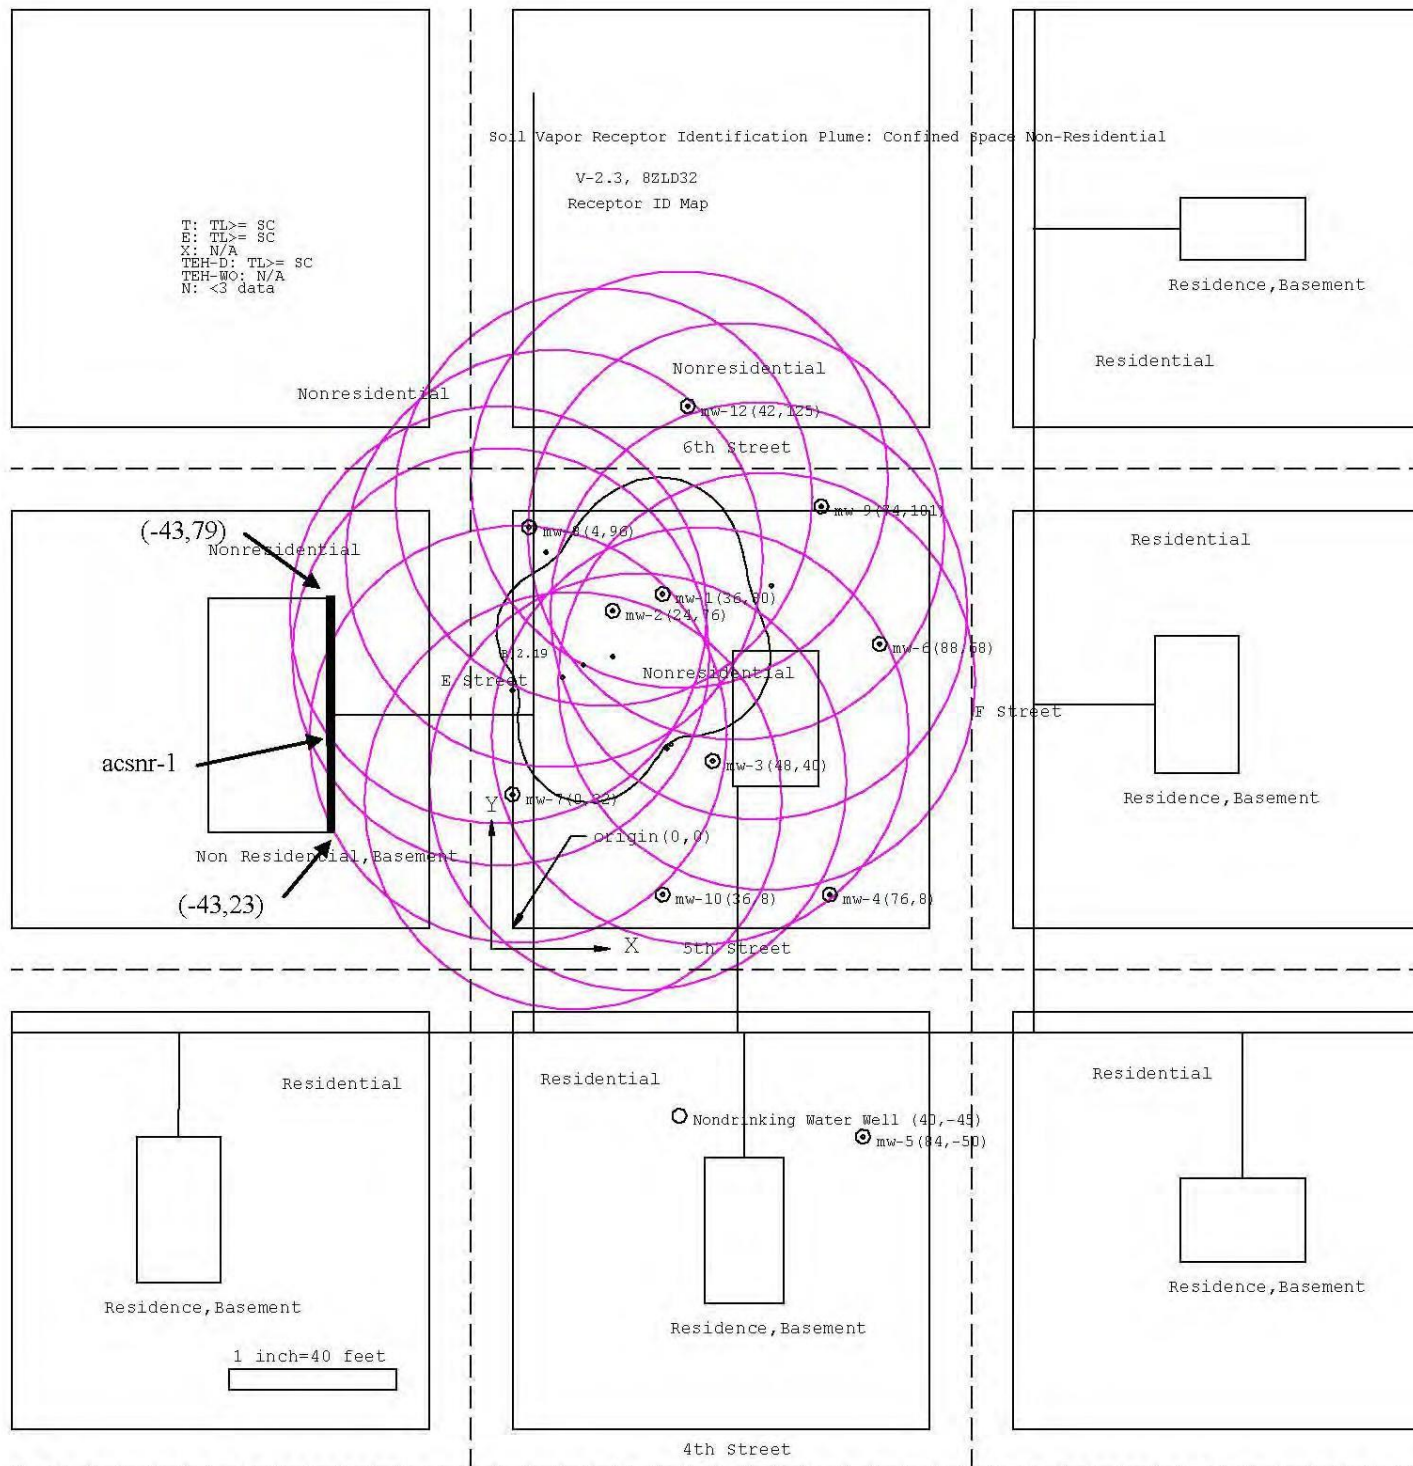 Soil Vapor Receptor Identification Plume: Confined Space Non-Residential
V-2.3, 8ZLD32
Receptor ID Map
T: TL>= SC
E: TL>= SC
X: N/A
TEH-D: TL>= SC
TEH-WO: N/A
N: <3 data
Residence,Basement
Residential
Nonresidential
Nonresidential
mw-12(42,125)
6th Street
(-43,79)
Nonresidential
mw-8(4,96)
mw-9(74,101)
Residential
mw-1(36,80)
mw-2(24,76)
mw-6(88,68)
Nonresidential
E Street
F Street
acsnr-1
mw-3(48,40)
Residence,Basement
mw-7(0,32)
Y
origin(0,0)
Non Residential,Basement
(-43,23)
mw-10(36,8)
mw-4(76,8)
X
5th Street
Residential
Residential
Residential
Nondrinking Water Well (40,-45)
mw-5(84,-50)
Residence,Basement
Residence,Basement
Residence,Basement
1 inch=40 feet
4th Street